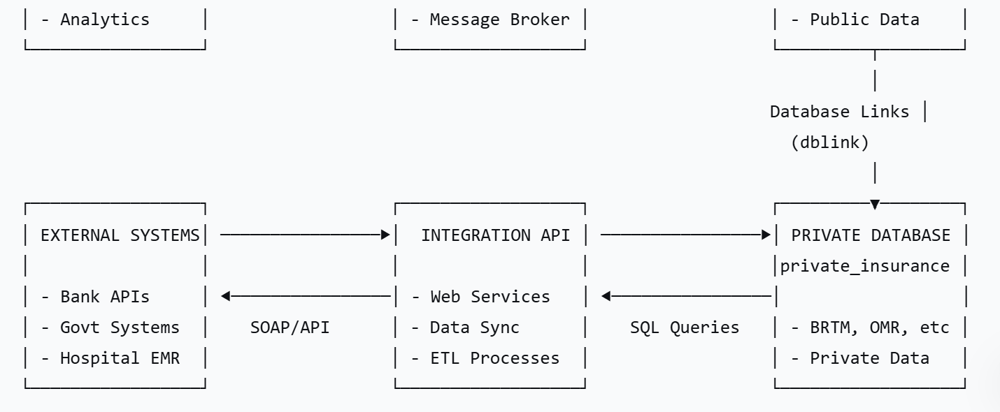 - Analytics - Message Broker - Public Data
Database Links
(dblink)
EXTERNAL SYSTEMS INTEGRATION API PRIVATE DATABASE
private_insurance
- Bank APIs - Web Services
- Govt Systems SOAP/API - Data Sync SQL Queries - BRTM, OMR, etc
- Hospital EMR - ETL Processes - Private Data